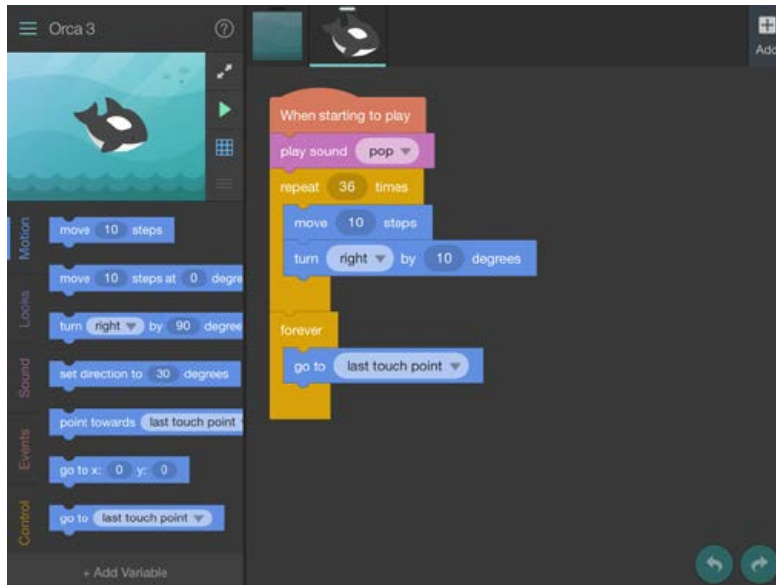 Orca 3
?
Add
When starting to play
play sound pop
repeat 36 times
move 10 steps
turn right by 10 degrees
forever
go to last touch point
Motion
Looks
Sound
Events
Control
move 10 steps
move 10 steps at 0 degre
turn right by 90 degree
set direction to 30 degrees
point towards last touch point
go to x: 0 y: 0
go to last touch point
+ Add Variable